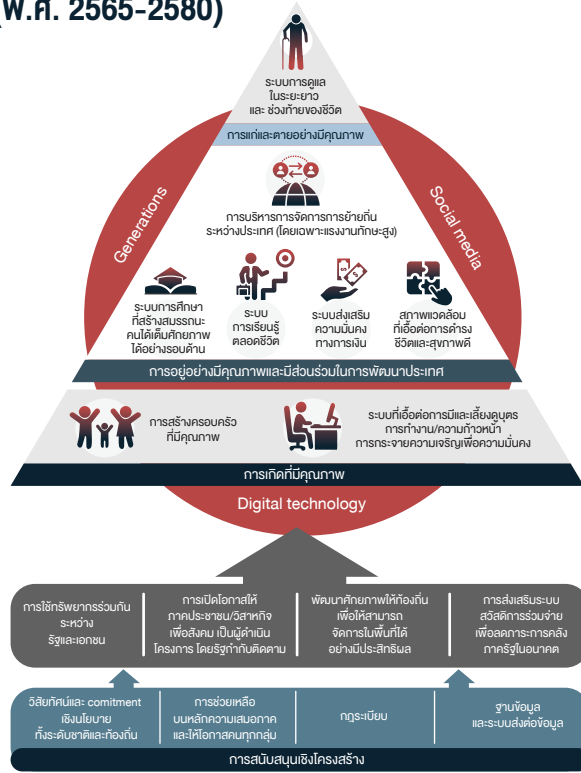 (พ.ศ. 2565-2580)
ระบบการดูแล
ในระยะยาว
และ ช่วงท้ายของชีวิต
การแก่และตายอย่างมีคุณภาพ
Generations
Social media
การบริหารการจัดการการย้ายถิ่น
ระหว่างประเทศ (โดยเฉพาะแรงงานทักษะสูง)
ระบบการศึกษา
ที่สร้างสมรรถนะ
คนได้เต็มศักยภาพ
ได้อย่างรอบด้าน
ระบบ
การเรียนรู้
ตลอดชีวิต
ระบบส่งเสริม
ความมั่นคง
ทางการเงิน
สภาพแวดล้อม
ที่เอื้อต่อการดำรง
ชีวิตและสุขภาพดี
การอยู่อย่างมีคุณภาพและมีส่วนร่วมในการพัฒนาประเทศ
การสร้างครอบครัว
ที่มีคุณภาพ
ระบบที่เอื้อต่อการมีและเลี้ยงดูบุตร
การทำงาน/ความก้าวหน้า
การกระจายความเจริญเพื่อความมั่นคง
การเกิดที่มีคุณภาพ
Digital technology
การใช้ทรัพยากรร่วมกัน
ระหว่าง
รัฐและเอกชน
การเปิดโอกาสให้
ภาคประชาชน/วิสาหกิจ
เพื่อสังคม เป็นผู้ดำเนิน
โครงการ โดยรัฐกำกับติดตาม
พัฒนาศักยภาพให้ท้องถิ่น
เพื่อให้สามารถ
จัดการในพื้นที่ได้
อย่างมีประสิทธิผล
การส่งเสริมระบบ
สวัสดิการร่วมจ่าย
เพื่อลดภาระการคลัง
ภาครัฐในอนาคต
วิสัยทัศน์และ comitment
เชิงนโยบาย
ทั้งระดับชาติและท้องถิ่น
การช่วยเหลือ
บนหลักความเสมอภาค
และให้โอกาสคนทุกกลุ่ม
กฎระเบียบ
ฐานข้อมูล
และระบบส่งต่อข้อมูล
การสนับสนุนเชิงโครงสร้าง